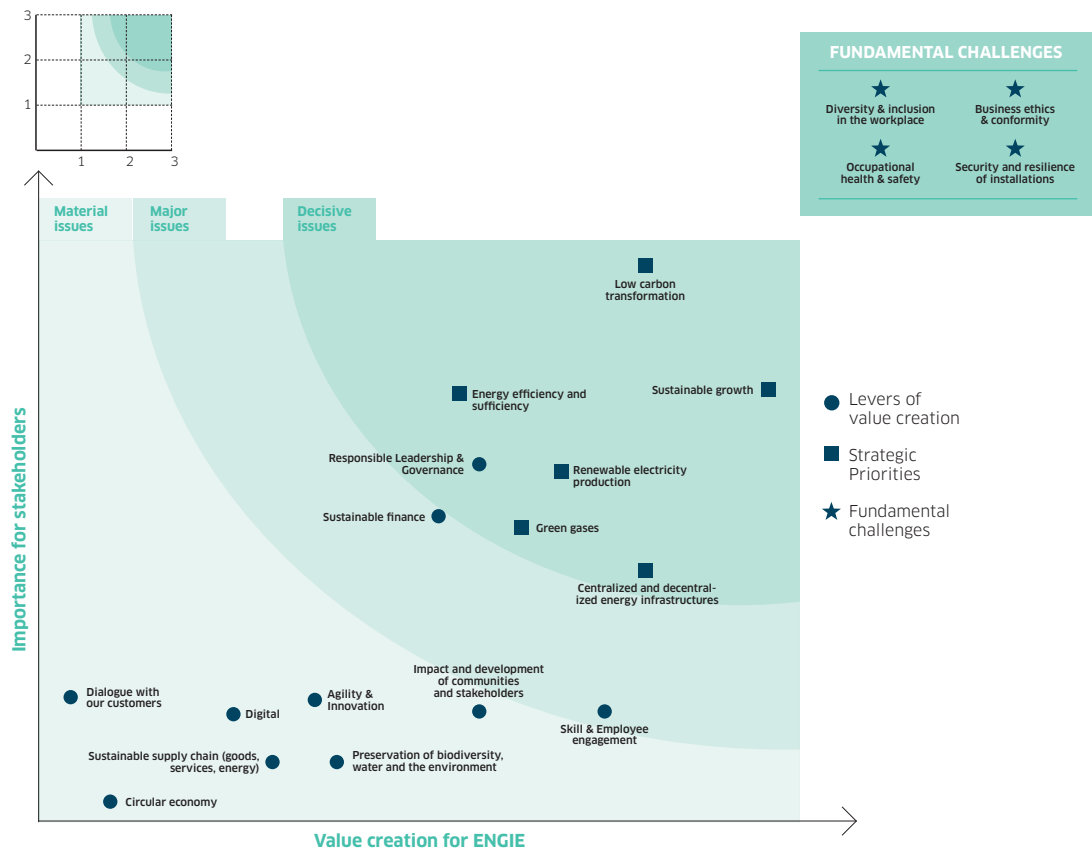 3
2
1
1
2
3
FUNDAMENTAL CHALLENGES
Diversity & inclusion
in the workplace
Business ethics
& conformity
Occupational
health & safety
Security and resilience
of installations
Material
issues
Major
issues
Decisive
issues
Low carbon
transformation
Energy efficiency and
sufficiency
Sustainable growth
Responsible Leadership &
Governance
Renewable electricity
production
Sustainable finance
Green gases
Centralized and decentral-
ized energy infrastructures
Impact and development
of communities
and stakeholders
Dialogue with
our customers
Digital
Agility &
Innovation
Skill & Employee
engagement
Sustainable supply chain (goods,
services, energy)
Preservation of biodiversity,
water and the environment
Circular economy
Importance for stakeholders
Value creation for ENGIE
Levers of
value creation
Strategic
Priorities
Fundamental
challenges